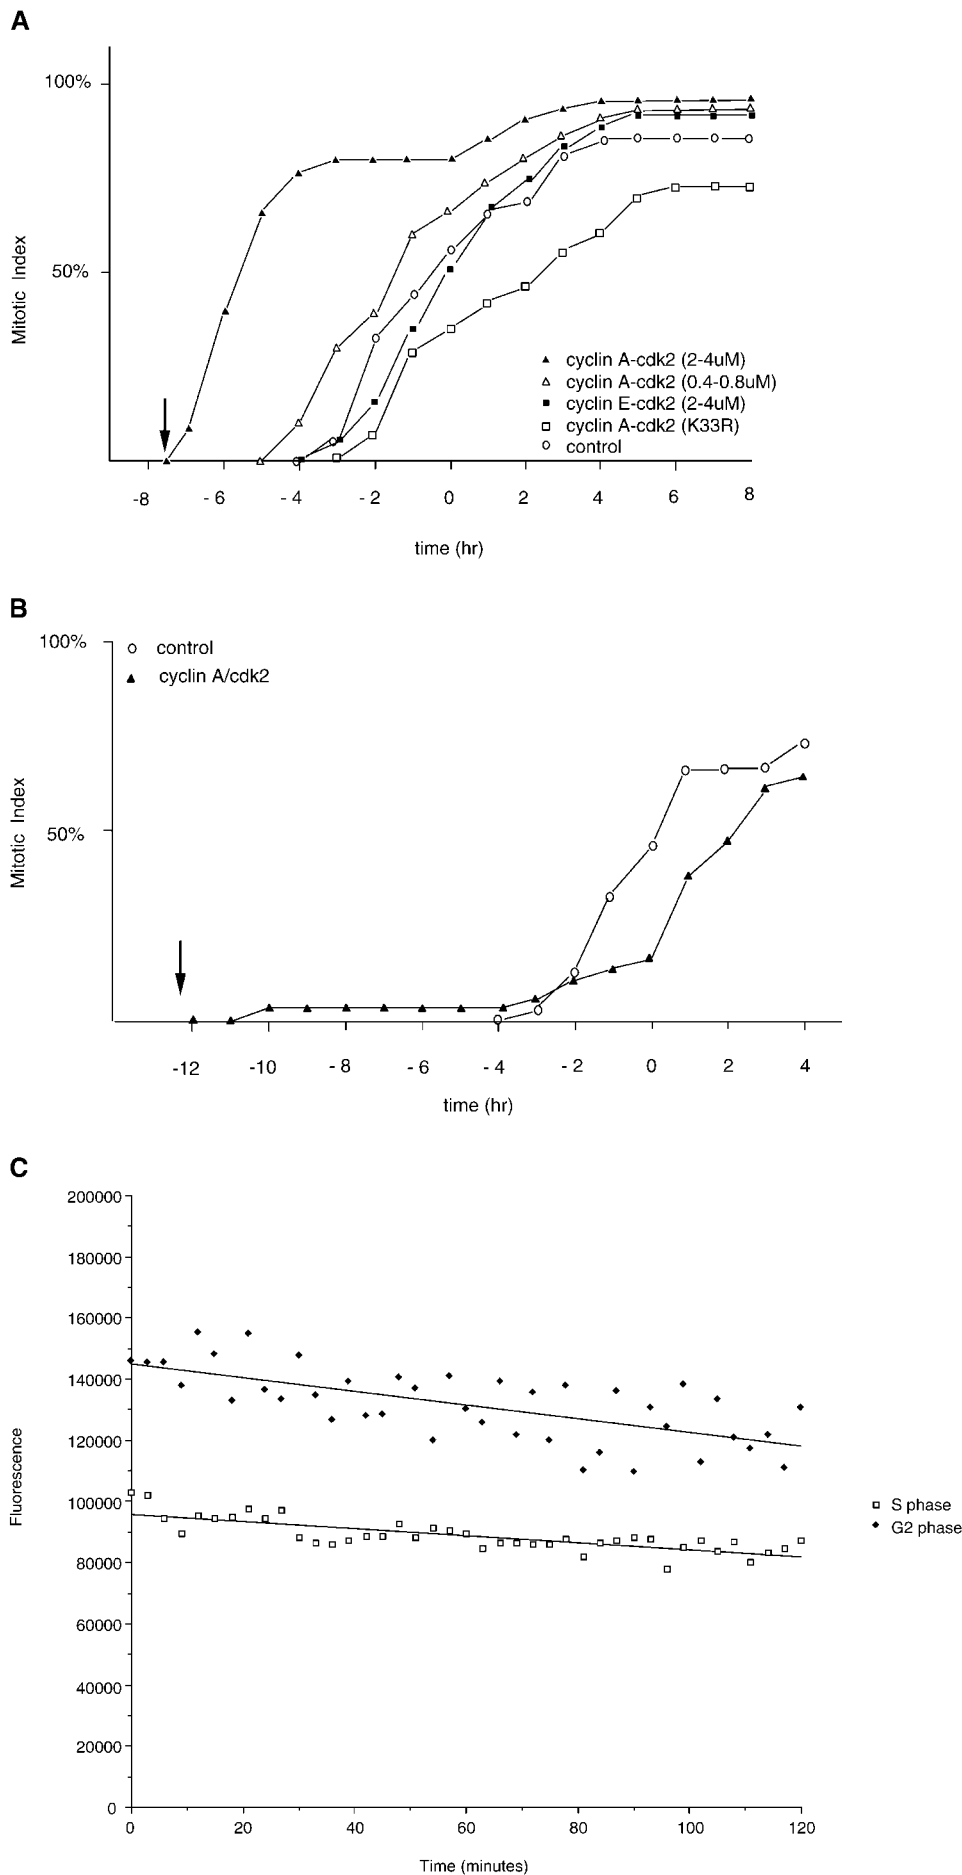 A
100%
50%
Mitotic Index
cyclin A-cdk2 (2-4uM)
cyclin A-cdk2 (0.4-0.8uM)
cyclin E-cdk2 (2-4uM)
cyclin A-cdk2 (K33R)
control
-8 - 6 - 4 - 2 0 2 4 6 8
time (hr)
B
100%
50%
Mitotic Index
control
cyclin A/cdk2
-12 -10 - 8 - 6 - 4 - 2 0 2 4
time (hr)
C
200000
180000
160000
140000
120000
100000
80000
60000
40000
20000
0
Fluorescence
S phase
G2 phase
0 20 40 60 80 100 120
Time (minutes)